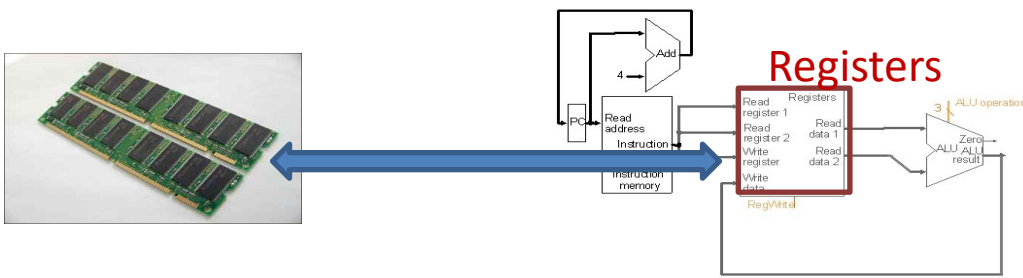 Registers
Add
4
PC
Read
address
Instruction
Instruction
memory
Registers
Read
register 1
Read
register 2
Write
register
Write
data
Read
data 1
Read
data 2
RegWrite
3
ALU operation
Zero
ALU
ALU
result